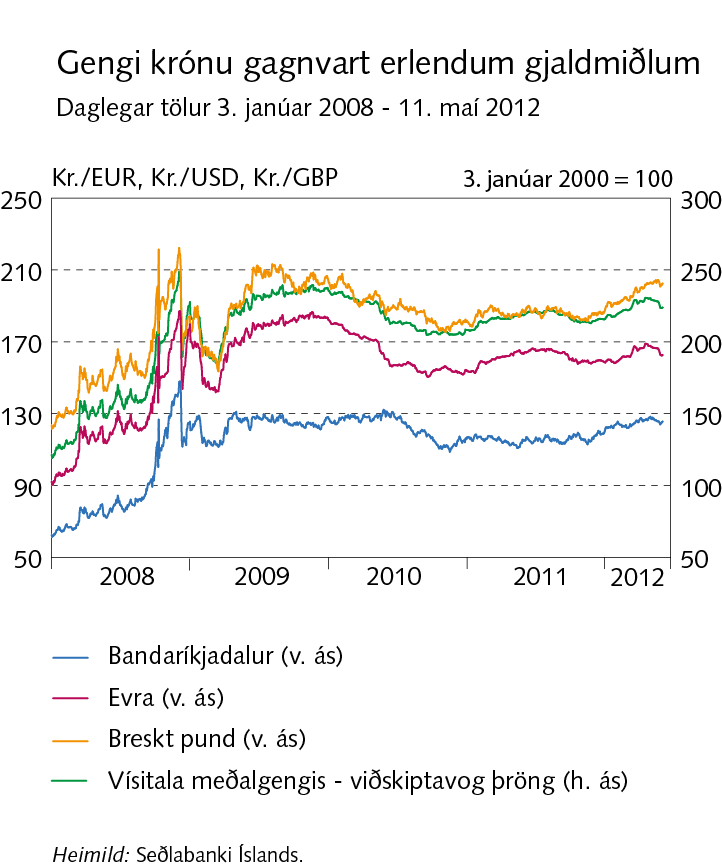 Gengi krónu gagnvart erlendum gjaldmiðlum
Daglegar tölur 3. janúar 2008 - 11. maí 2012
Kr./EUR, Kr./USD, Kr./GBP 3. janúar 2000 = 100
250 300
210 250
170 200
130 150
90 100
50 50
2008 2009 2010 2011 2012
Bandaríkjadalur (v. ás)
Evra (v. ás)
Breskt pund (v. ás)
Vísitala meðalgengis - viðskiptavog þröng (h. ás)
Heimild: Seðlabanki Íslands.